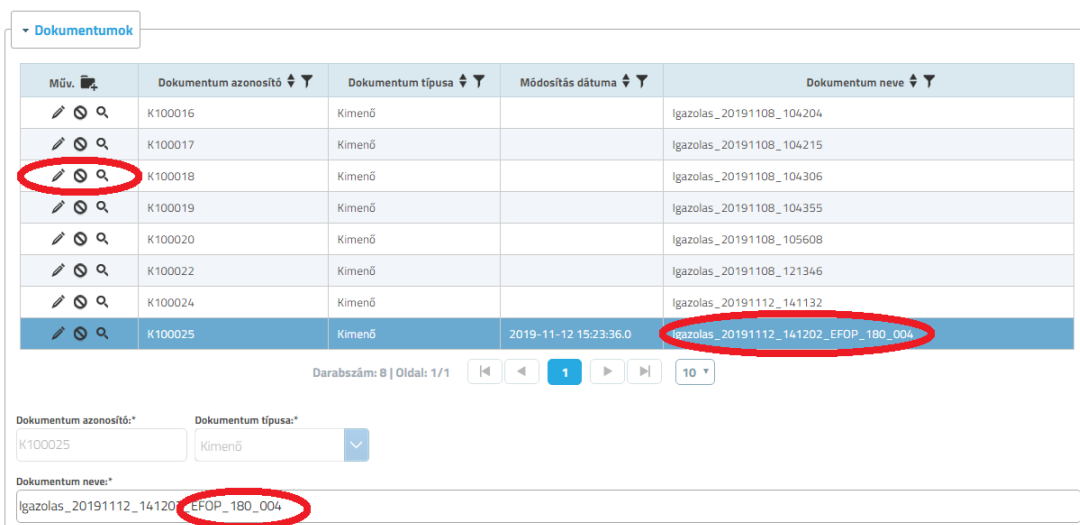 Dokumentumok
Műv. Dokumentum azonosító Dokumentum típusa Módosítás dátuma Dokumentum neve
K100016 Kimenő Igazolas_20191108_104204
K100017 Kimenő Igazolas_20191108_104215
K100018 Kimenő Igazolas_20191108_104306
K100019 Kimenő Igazolas_20191108_104355
K100020 Kimenő Igazolas_20191108_105608
K100022 Kimenő Igazolas_20191108_121346
K100024 Kimenő Igazolas_20191112_141132
K100025 Kimenő 2019-11-12 15:23:36.0 Igazolas_20191112_141202_EFOP_180_004
Darabszám: 8 | Oldal: 1/1 1 10
Dokumentum azonosító:* Dokumentum típusa:*
K100025 Kimenő
Dokumentum neve:*
Igazolas_20191112_141202_EFOP_180_004